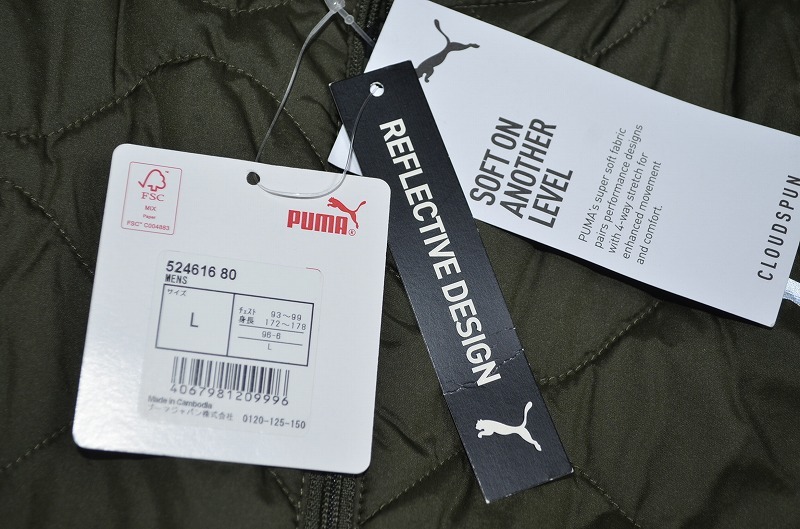 FSC
MIX
Paper
FSC™ C004883
PUMA®
524616 80
MENS
サイズ
L
チェスト 93～99
身長 172～178
96-6
L
4067981209996
Made in Cambodia
プーマジャパン株式会社 0120-125-150
REFLECTIVE DESIGN
SOFT ON
ANOTHER
LEVEL
PUMA's super soft fabric
pairs performance designs
with 4-way stretch for
enhanced movement
and comfort.
CLOUDSPUN